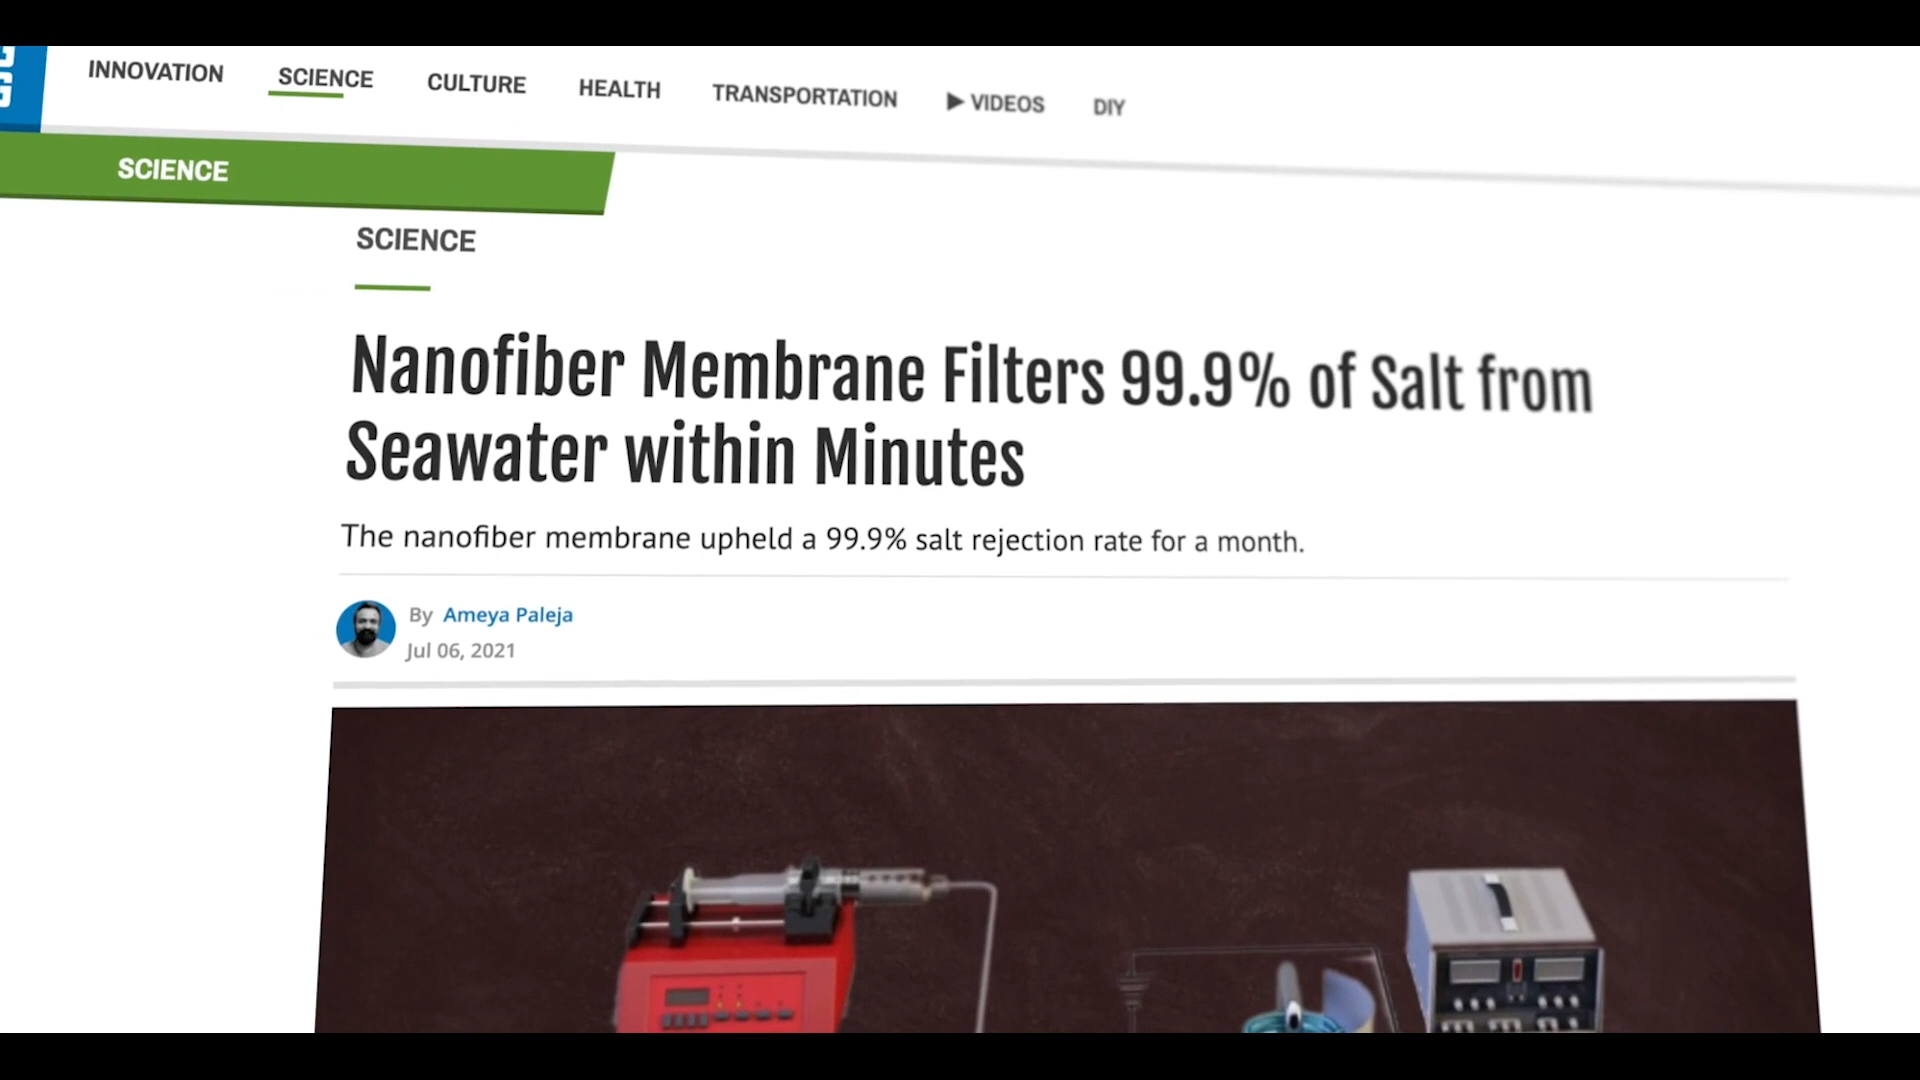 INNOVATION SCIENCE CULTURE HEALTH TRANSPORTATION VIDEOS DIY
SCIENCE
SCIENCE
Nanofiber Membrane Filters 99.9% of Salt from
Seawater within Minutes
The nanofiber membrane upheld a 99.9% salt rejection rate for a month.
By Ameya Paleja
Jul 06, 2021